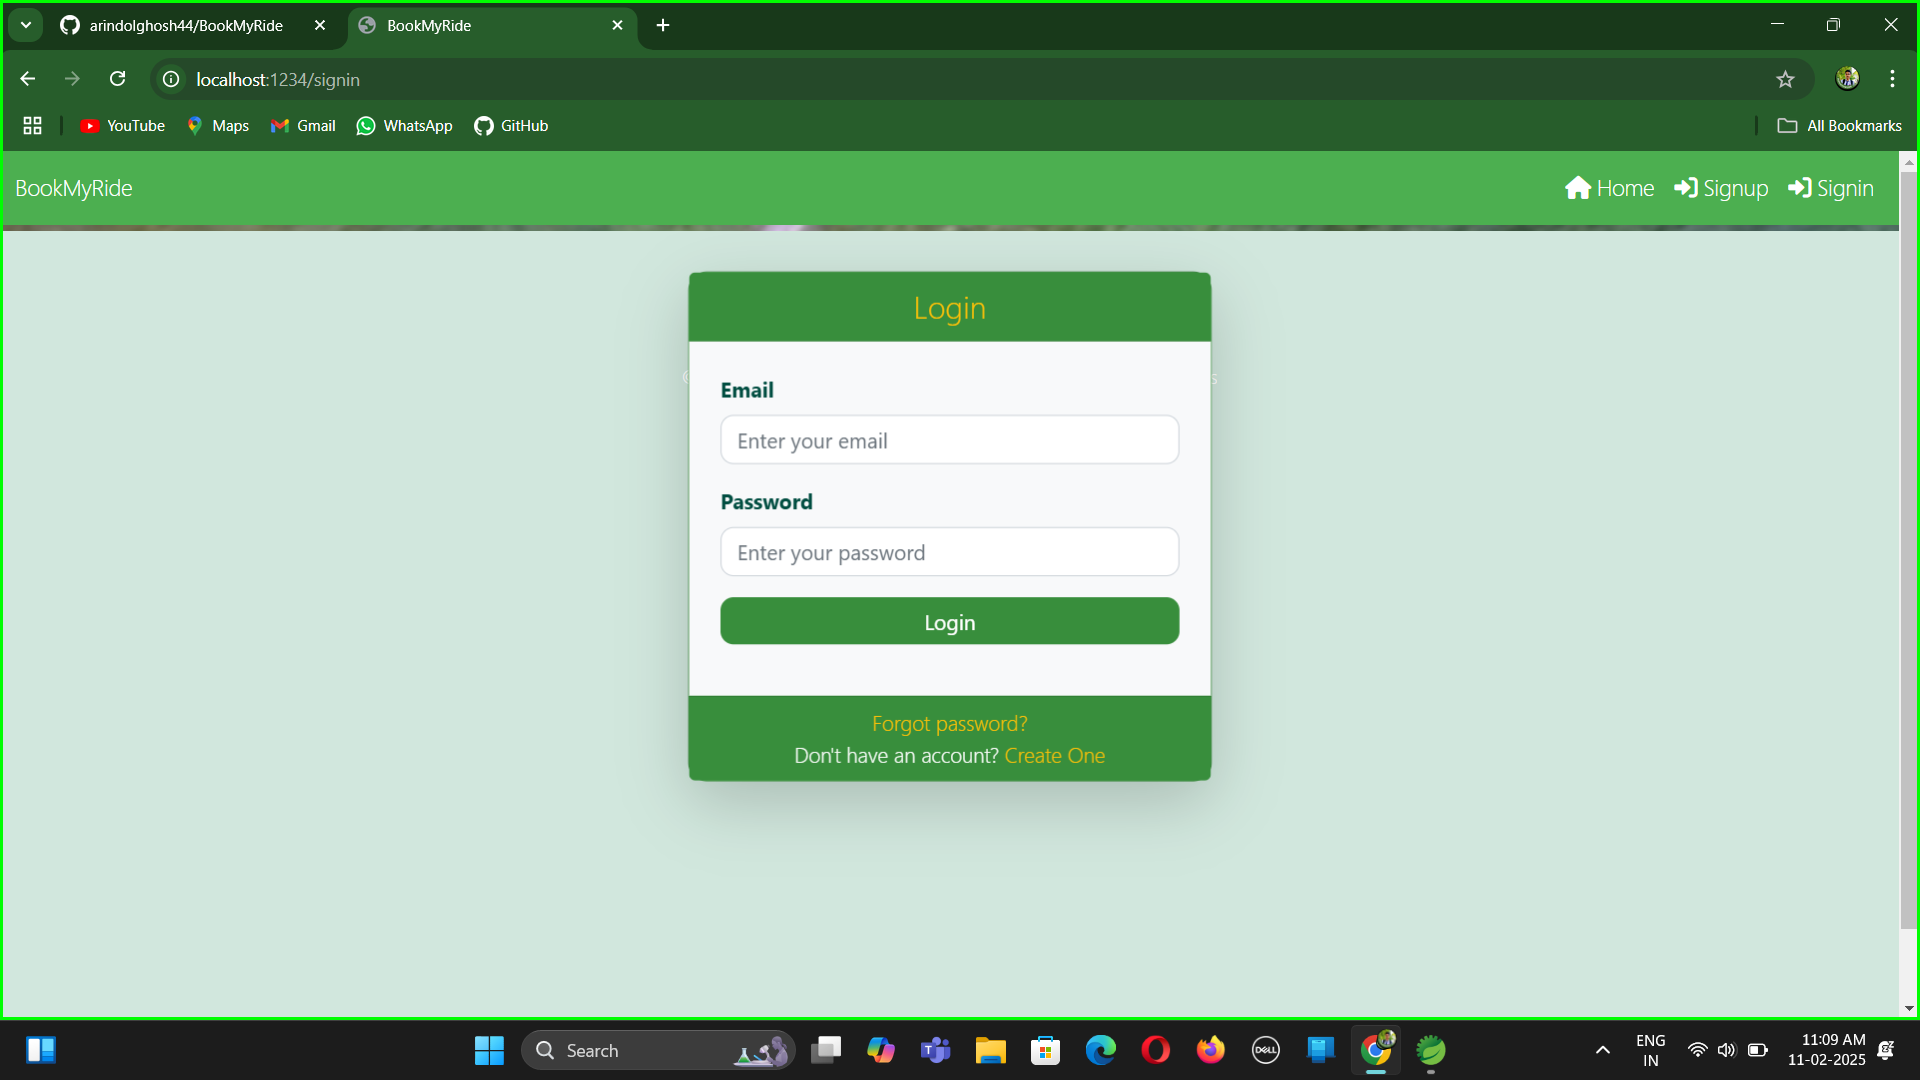 arindolghosh44/BookMyRide
BookMyRide
localhost:1234/signin
YouTube
Maps
Gmail
WhatsApp
GitHub
All Bookmarks
BookMyRide
Home
Signup
Signin
Login
Email
Enter your email
Password
Enter your password
Login
Forgot password?
Don't have an account? Create One
Search
DELL
ENG
IN
11:09 AM
11-02-2025